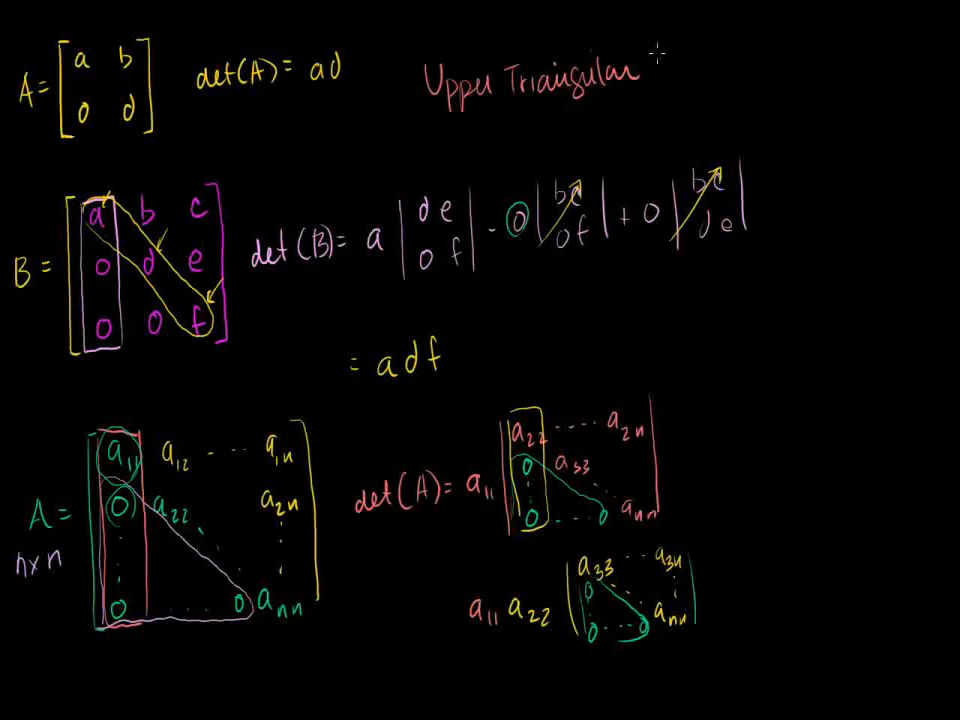 A = [ a b
0 d ]
det(A) = ad
Upper Triangular
B = [ a b c
0 d e
0 0 f ]
det(B) = a | d e
0 f | - 0 | b c
0 f | + 0 | b c
d e |
= adf
A = [ a11 a12 ... a1n
0 a22 ... a2n
0 ... 0 ann ]
n×n
det(A) = a11 | a22 .... a2n
0 a33
0 ... 0 ann |
a11 a22 | a33 ... a3n
0
0 ... 0 ann |